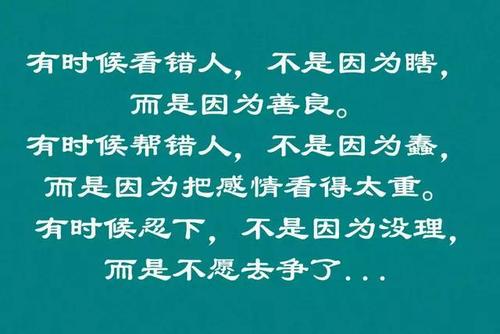 有时候看错人，不是因为瞎，
而是因为善良。
有时候帮错人，不是因为蠢，
而是因为把感情看得太重。
有时候忍下，不是因为没理，
而是不愿去争了...